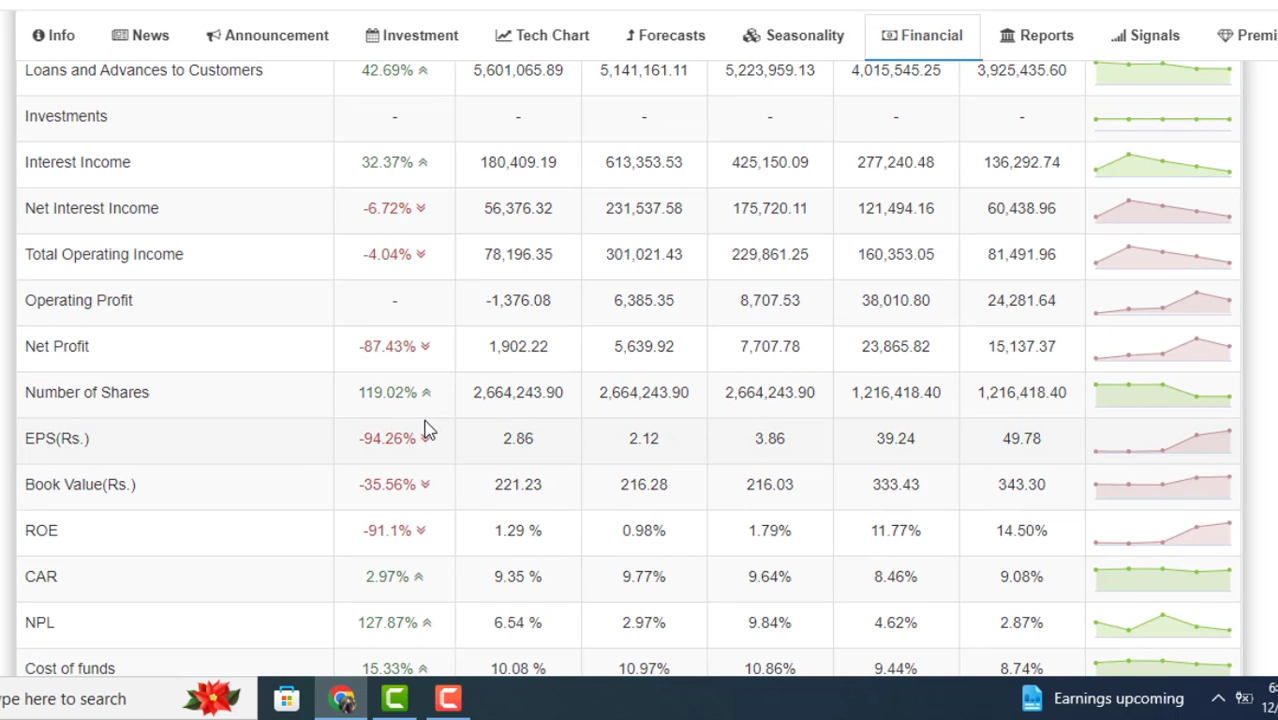 Info News Announcement Investment Tech Chart Forecasts Seasonality Financial Reports Signals Premi
Loans and Advances to Customers 42.69% 5,601,065.89 5,141,161.11 5,223,959.13 4,015,545.25 3,925,435.60
Investments - - - - - -
Interest Income 32.37% 180,409.19 613,353.53 425,150.09 277,240.48 136,292.74
Net Interest Income -6.72% 56,376.32 231,537.58 175,720.11 121,494.16 60,438.96
Total Operating Income -4.04% 78,196.35 301,021.43 229,861.25 160,353.05 81,491.96
Operating Profit - -1,376.08 6,385.35 8,707.53 38,010.80 24,281.64
Net Profit -87.43% 1,902.22 5,639.92 7,707.78 23,865.82 15,137.37
Number of Shares 119.02% 2,664,243.90 2,664,243.90 2,664,243.90 1,216,418.40 1,216,418.40
EPS(Rs.) -94.26% 2.86 2.12 3.86 39.24 49.78
Book Value(Rs.) -35.56% 221.23 216.28 216.03 333.43 343.30
ROE -91.1% 1.29 % 0.98% 1.79% 11.77% 14.50%
CAR 2.97% 9.35 % 9.77% 9.64% 8.46% 9.08%
NPL 127.87% 6.54 % 2.97% 9.84% 4.62% 2.87%
Cost of funds 15.33% 10.08 % 10.97% 10.86% 9.44% 8.74%
ype here to search Earnings upcoming 6:
12/